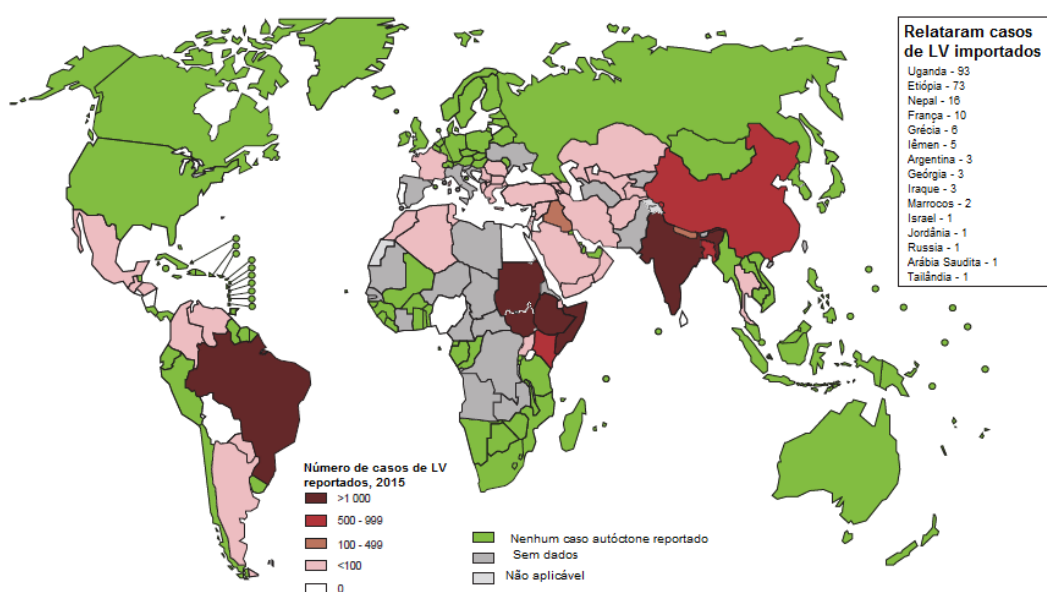 Relataram casos
de LV importados
Uganda - 93
Etiópia - 73
Nepal - 16
França - 10
Grécia - 6
Iêmen - 5
Argentina - 3
Geórgia - 3
Iraque - 3
Marrocos - 2
Israel - 1
Jordânia - 1
Russia - 1
Arábia Saudita - 1
Tailândia - 1
Número de casos de LV
reportados, 2015
>1 000
500 - 999
100 - 499
<100
0
Nenhum caso autóctone reportado
Sem dados
Não aplicável